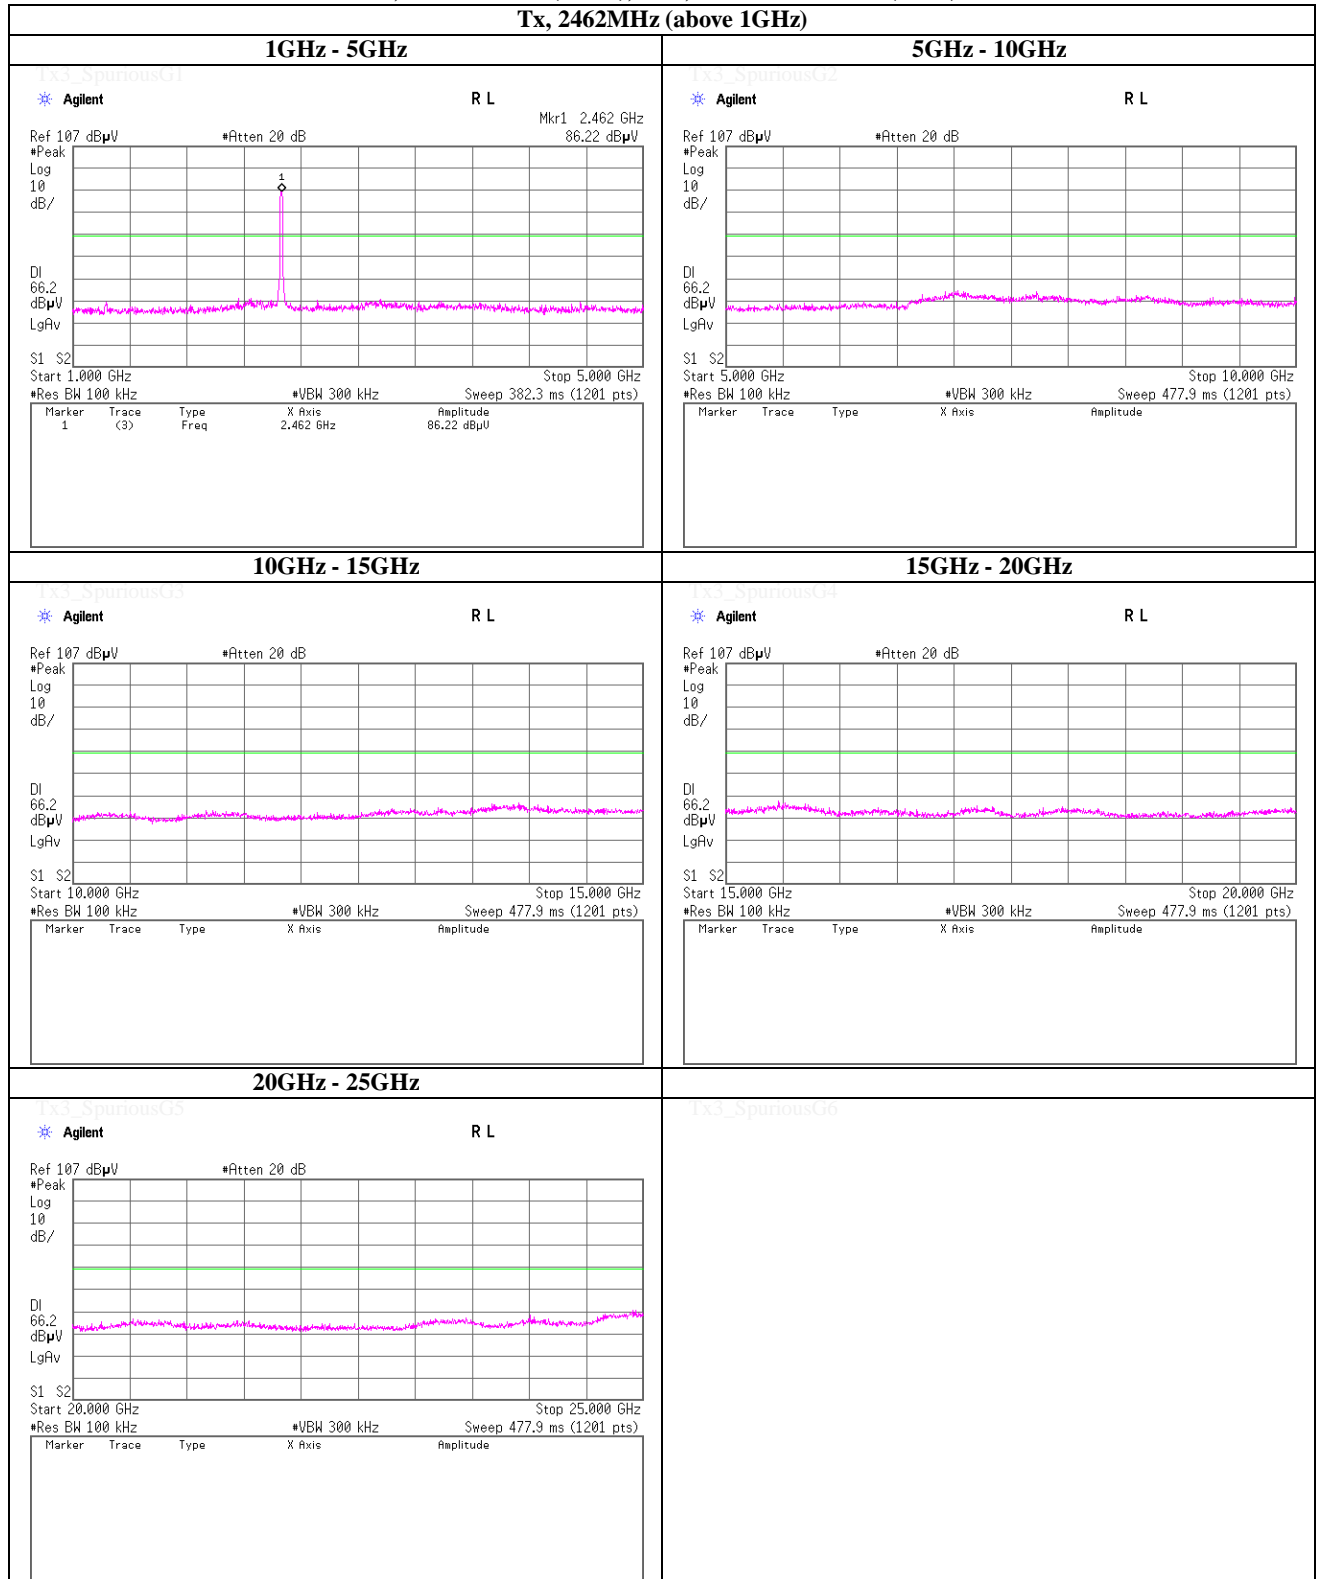 Tx, 2462MHz (above 1GHz)
1GHz - 5GHz
5GHz - 10GHz
Tx3_SpuriousG1
Agilent
R L
Mkr1 2.462 GHz
Ref 107 dBµV
#Atten 20 dB
86.22 dBµV
#Peak
Log
10
dB/
1
DI
66.2
dBµV
LgAv
S1 S2
Start 1.000 GHz
Stop 5.000 GHz
#Res BW 100 kHz
#VBW 300 kHz
Sweep 382.3 ms (1201 pts)
Marker Trace Type X Axis Amplitude
1 (3) Freq 2.462 GHz 86.22 dBµV
Tx3_SpuriousG2
Agilent
R L
Ref 107 dBµV
#Atten 20 dB
#Peak
Log
10
dB/
DI
66.2
dBµV
LgAv
S1 S2
Start 5.000 GHz
Stop 10.000 GHz
#Res BW 100 kHz
#VBW 300 kHz
Sweep 477.9 ms (1201 pts)
Marker Trace Type X Axis Amplitude
10GHz - 15GHz
15GHz - 20GHz
Tx3_SpuriousG3
Agilent
R L
Ref 107 dBµV
#Atten 20 dB
#Peak
Log
10
dB/
DI
66.2
dBµV
LgAv
S1 S2
Start 10.000 GHz
Stop 15.000 GHz
#Res BW 100 kHz
#VBW 300 kHz
Sweep 477.9 ms (1201 pts)
Marker Trace Type X Axis Amplitude
Tx3_SpuriousG4
Agilent
R L
Ref 107 dBµV
#Atten 20 dB
#Peak
Log
10
dB/
DI
66.2
dBµV
LgAv
S1 S2
Start 15.000 GHz
Stop 20.000 GHz
#Res BW 100 kHz
#VBW 300 kHz
Sweep 477.9 ms (1201 pts)
Marker Trace Type X Axis Amplitude
20GHz - 25GHz
Tx3_SpuriousG5
Agilent
R L
Ref 107 dBµV
#Atten 20 dB
#Peak
Log
10
dB/
DI
66.2
dBµV
LgAv
S1 S2
Start 20.000 GHz
Stop 25.000 GHz
#Res BW 100 kHz
#VBW 300 kHz
Sweep 477.9 ms (1201 pts)
Marker Trace Type X Axis Amplitude
Tx3_SpuriousG6